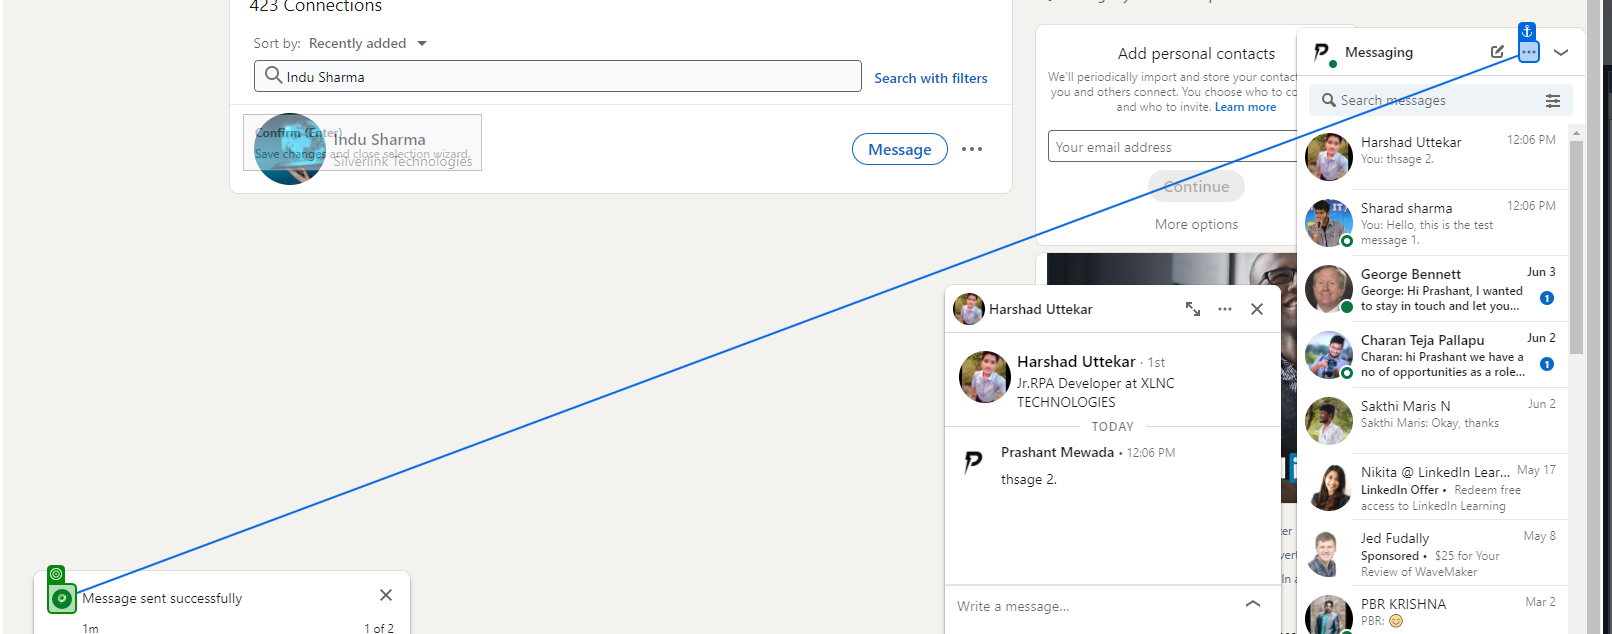 423 Connections
Sort by: Recently added
Indu Sharma
Search with filters
Confirm (Enter)
Save changes and close selection wizard.
Indu Sharma
Silverlink Technologies
Message
Add personal contacts
We'll periodically import and store your contac
you and others connect. You choose who to co
and who to invite. Learn more
Your email address
Continue
More options
Messaging
Search messages
Harshad Uttekar 12:06 PM
You: thsage 2.
Sharad sharma 12:06 PM
You: Hello, this is the test
message 1.
George Bennett Jun 3
George: Hi Prashant, I wanted
to stay in touch and let you... 1
Charan Teja Pallapu Jun 2
Charan: hi Prashant we have a
no of opportunities as a role... 1
Sakthi Maris N Jun 2
Sakthi Maris: Okay, thanks
Nikita @ LinkedIn Lear... May 17
LinkedIn Offer • Redeem free
access to LinkedIn Learning
Jed Fudally May 8
Sponsored • $25 for Your
Review of WaveMaker
PBR KRISHNA Mar 2
PBR: 😊
Harshad Uttekar
Harshad Uttekar · 1st
Jr.RPA Developer at XLNC
TECHNOLOGIES
TODAY
Prashant Mewada • 12:06 PM
thsage 2.
Write a message...
Message sent successfully
1m 1 of 2